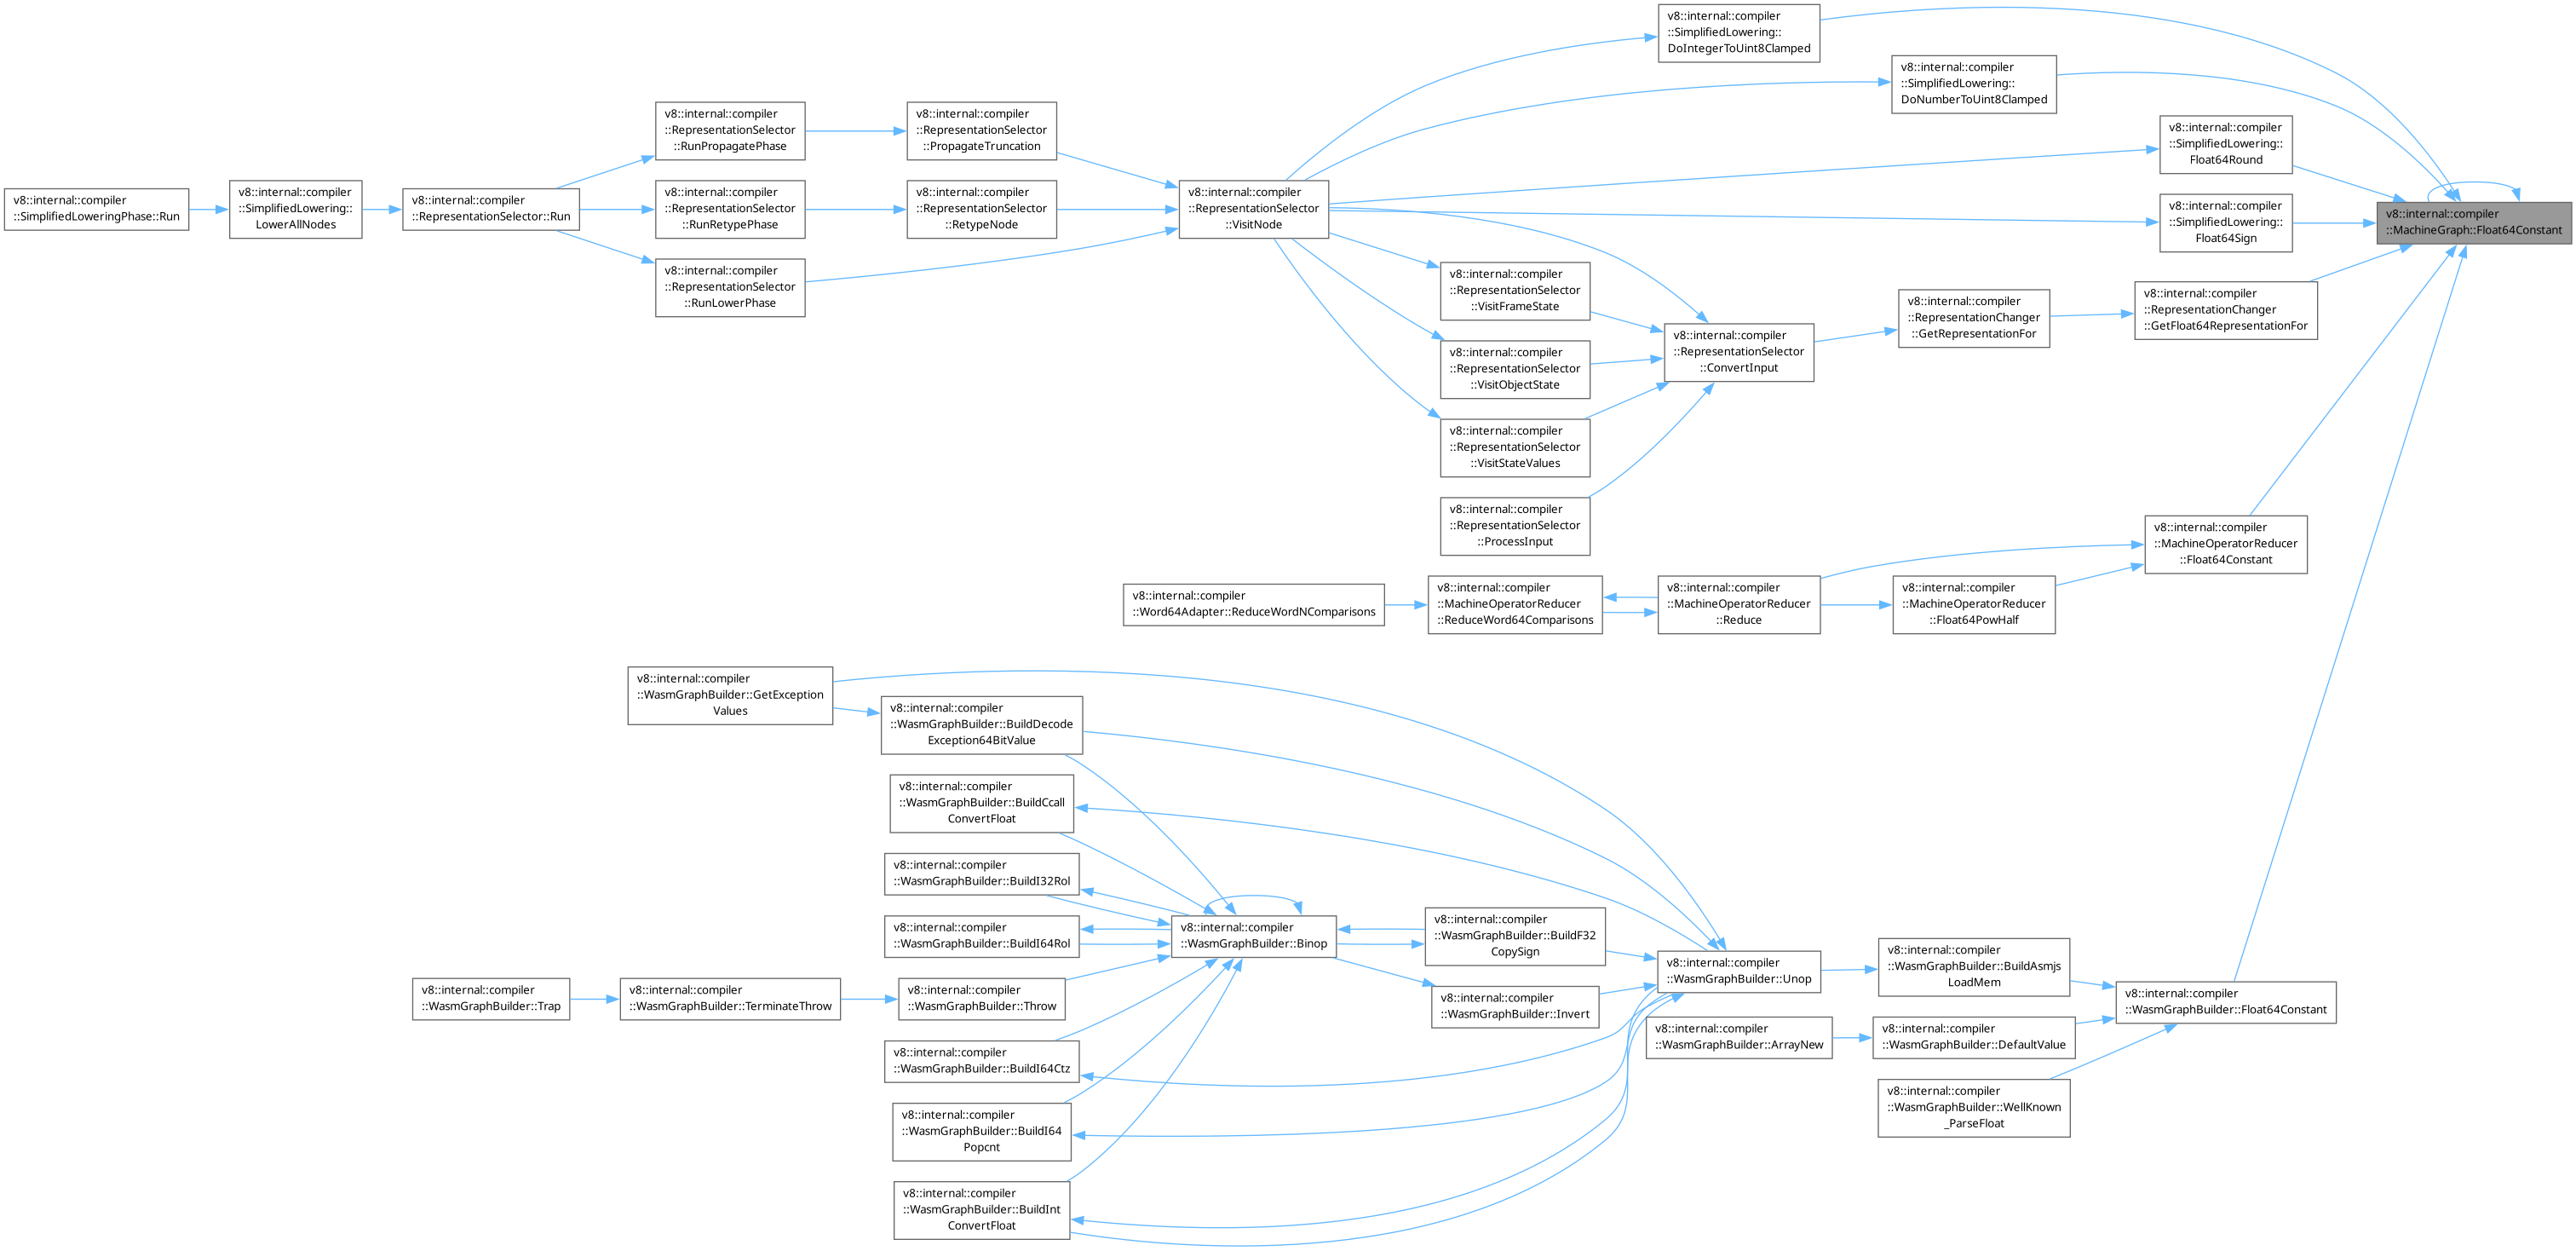 v8::internal::compiler
::SimplifiedLowering::
DoIntegerToUint8Clamped
v8::internal::compiler
::SimplifiedLowering::
DoNumberToUint8Clamped
v8::internal::compiler
::RepresentationSelector
::RunPropagatePhase
v8::internal::compiler
::RepresentationSelector
::PropagateTruncation
v8::internal::compiler
::SimplifiedLowering::
Float64Round
v8::internal::compiler
::SimplifiedLoweringPhase::Run
v8::internal::compiler
::SimplifiedLowering::
LowerAllNodes
v8::internal::compiler
::RepresentationSelector::Run
v8::internal::compiler
::RepresentationSelector
::RunRetypePhase
v8::internal::compiler
::RepresentationSelector
::RetypeNode
v8::internal::compiler
::RepresentationSelector
::VisitNode
v8::internal::compiler
::SimplifiedLowering::
Float64Sign
v8::internal::compiler
::MachineGraph::Float64Constant
v8::internal::compiler
::RepresentationSelector
::RunLowerPhase
v8::internal::compiler
::RepresentationSelector
::VisitFrameState
v8::internal::compiler
::RepresentationChanger
::GetRepresentationFor
v8::internal::compiler
::RepresentationChanger
::GetFloat64RepresentationFor
v8::internal::compiler
::RepresentationSelector
::ConvertInput
v8::internal::compiler
::RepresentationSelector
::VisitObjectState
v8::internal::compiler
::RepresentationSelector
::VisitStateValues
v8::internal::compiler
::RepresentationSelector
::ProcessInput
v8::internal::compiler
::MachineOperatorReducer
::Float64Constant
v8::internal::compiler
::Word64Adapter::ReduceWordNComparisons
v8::internal::compiler
::MachineOperatorReducer
::ReduceWord64Comparisons
v8::internal::compiler
::MachineOperatorReducer
::Reduce
v8::internal::compiler
::MachineOperatorReducer
::Float64PowHalf
v8::internal::compiler
::WasmGraphBuilder::GetException
Values
v8::internal::compiler
::WasmGraphBuilder::BuildDecode
Exception64BitValue
v8::internal::compiler
::WasmGraphBuilder::BuildCcall
ConvertFloat
v8::internal::compiler
::WasmGraphBuilder::BuildI32Rol
v8::internal::compiler
::WasmGraphBuilder::BuildI64Rol
v8::internal::compiler
::WasmGraphBuilder::Binop
v8::internal::compiler
::WasmGraphBuilder::BuildF32
CopySign
v8::internal::compiler
::WasmGraphBuilder::Unop
v8::internal::compiler
::WasmGraphBuilder::BuildAsmjs
LoadMem
v8::internal::compiler
::WasmGraphBuilder::Trap
v8::internal::compiler
::WasmGraphBuilder::TerminateThrow
v8::internal::compiler
::WasmGraphBuilder::Throw
v8::internal::compiler
::WasmGraphBuilder::Invert
v8::internal::compiler
::WasmGraphBuilder::Float64Constant
v8::internal::compiler
::WasmGraphBuilder::ArrayNew
v8::internal::compiler
::WasmGraphBuilder::DefaultValue
v8::internal::compiler
::WasmGraphBuilder::BuildI64Ctz
v8::internal::compiler
::WasmGraphBuilder::WellKnown
_ParseFloat
v8::internal::compiler
::WasmGraphBuilder::BuildI64
Popcnt
v8::internal::compiler
::WasmGraphBuilder::BuildInt
ConvertFloat